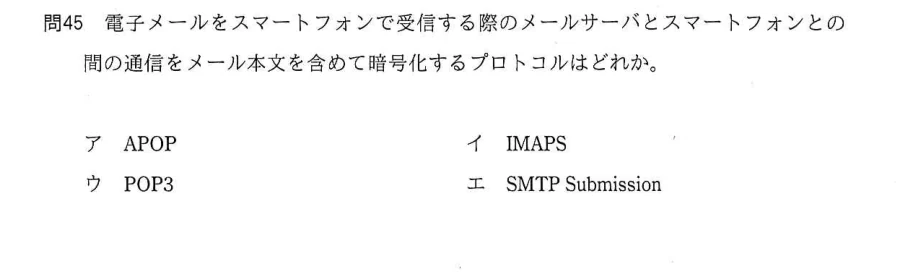 問45 電子メールをスマートフォンで受信する際のメールサーバとスマートフォンとの
間の通信をメール本文を含めて暗号化するプロトコルはどれか。
ア APOP イ IMAPS
ウ POP3 エ SMTP Submission